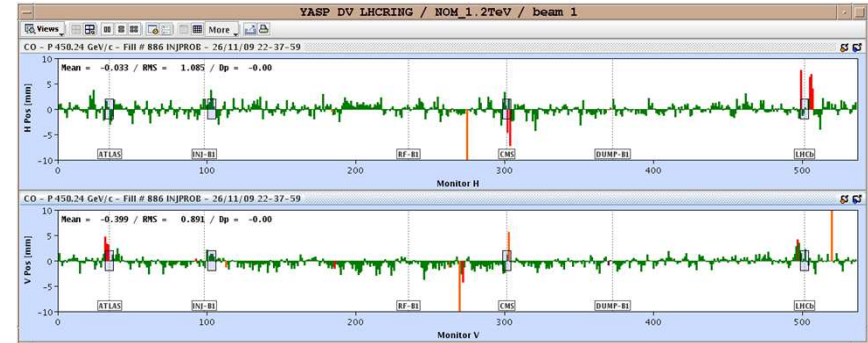 YASP DV LHCRING / NOM_1.2TeV / beam 1
Views More
CO - P 450.24 GeV/c - Fill # 886 INJPROB - 26/11/09 22-37-59
Mean = -0.033 / RMS = 1.085 / Dp = -0.00
H Pos [mm]
10
5
0
-5
-10
ATLAS INJ-B1 RF-B1 CMS DUMP-B1 LHCb
0 100 200 300 400 500
Monitor H
CO - P 450.24 GeV/c - Fill # 886 INJPROB - 26/11/09 22-37-59
Mean = -0.399 / RMS = 0.891 / Dp = -0.00
V Pos [mm]
10
5
0
-5
-10
ATLAS INJ-B1 RF-B1 CMS DUMP-B1 LHCb
0 100 200 300 400 500
Monitor V